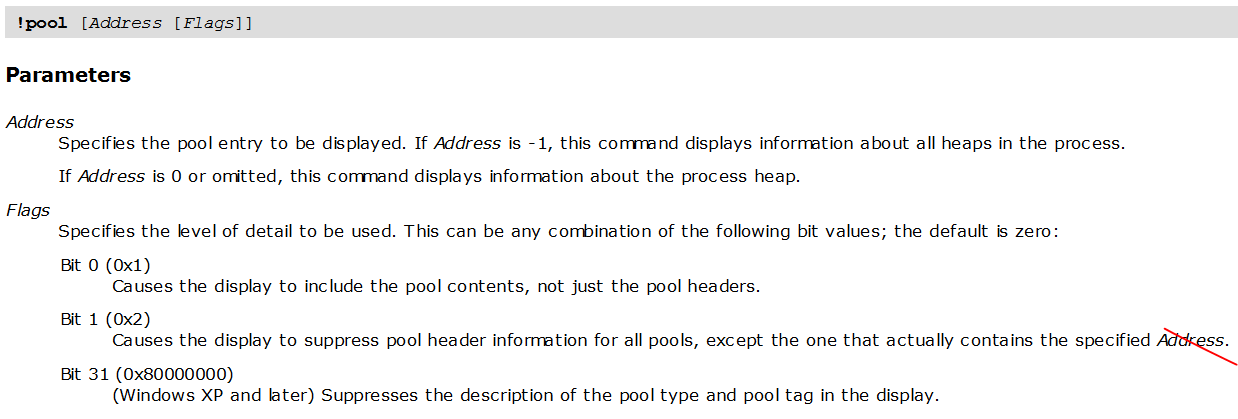 !pool [Address [Flags]]
Parameters
Address
Specifies the pool entry to be displayed. If Address is -1, this command displays information about all heaps in the process.
If Address is 0 or omitted, this command displays information about the process heap.
Flags
Specifies the level of detail to be used. This can be any combination of the following bit values; the default is zero:
Bit 0 (0x1)
Causes the display to include the pool contents, not just the pool headers.
Bit 1 (0x2)
Causes the display to suppress pool header information for all pools, except the one that actually contains the specified Address.
Bit 31 (0x80000000)
(Windows XP and later) Suppresses the description of the pool type and pool tag in the display.